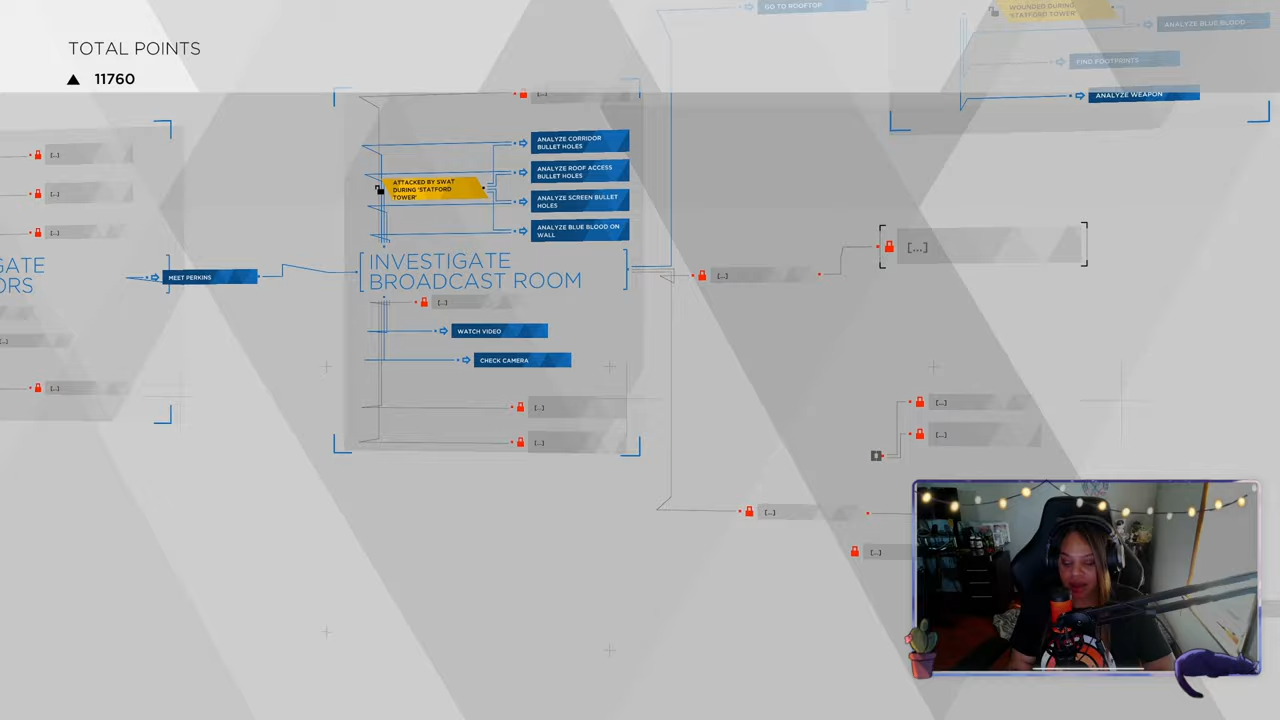 TOTAL POINTS
11760
GO TO ROOFTOP
WOUNDED DURING
'STATFORD TOWER'
ANALYZE BLUE BLOOD
FIND FOOTPRINTS
ANALYZE WEAPON
[...]
[...]
[...]
[...]
GATE
ORS
[...]
[...]
MEET PERKINS
ANALYZE CORRIDOR
BULLET HOLES
ANALYZE ROOF ACCESS
BULLET HOLES
ATTACKED BY SWAT
DURING 'STATFORD
TOWER'
ANALYZE SCREEN BULLET
HOLES
ANALYZE BLUE BLOOD ON
WALL
INVESTIGATE
BROADCAST ROOM
[...]
WATCH VIDEO
CHECK CAMERA
[...]
[...]
[...]
[...]
[...]
[...]
[...]
[...]